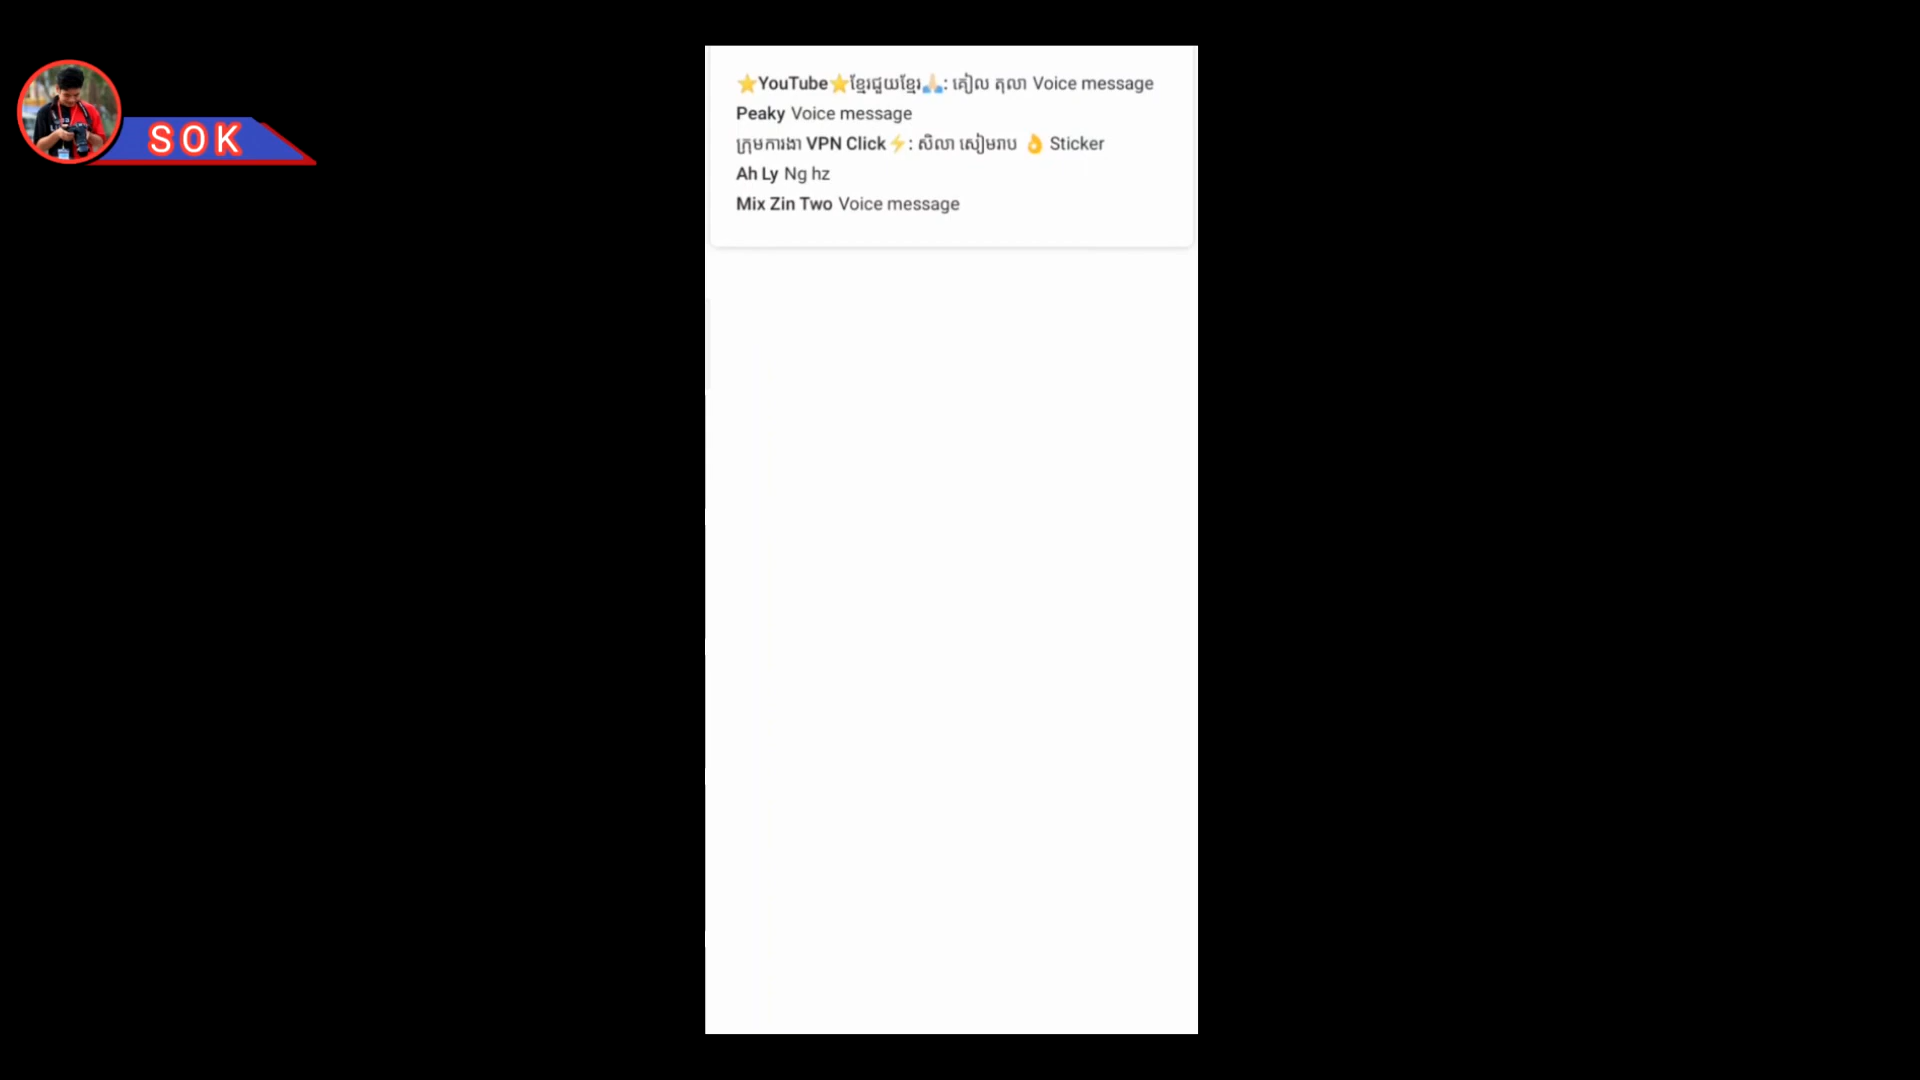 SOK
⭐YouTube⭐ខ្មែរជួយខ្មែរ🙏🏻: គៀល តុលា Voice message
Peaky Voice message
ក្រុមការងា VPN Click⚡: សិលា សៀមរាប 👌 Sticker
Ah Ly Ng hz
Mix Zin Two Voice message